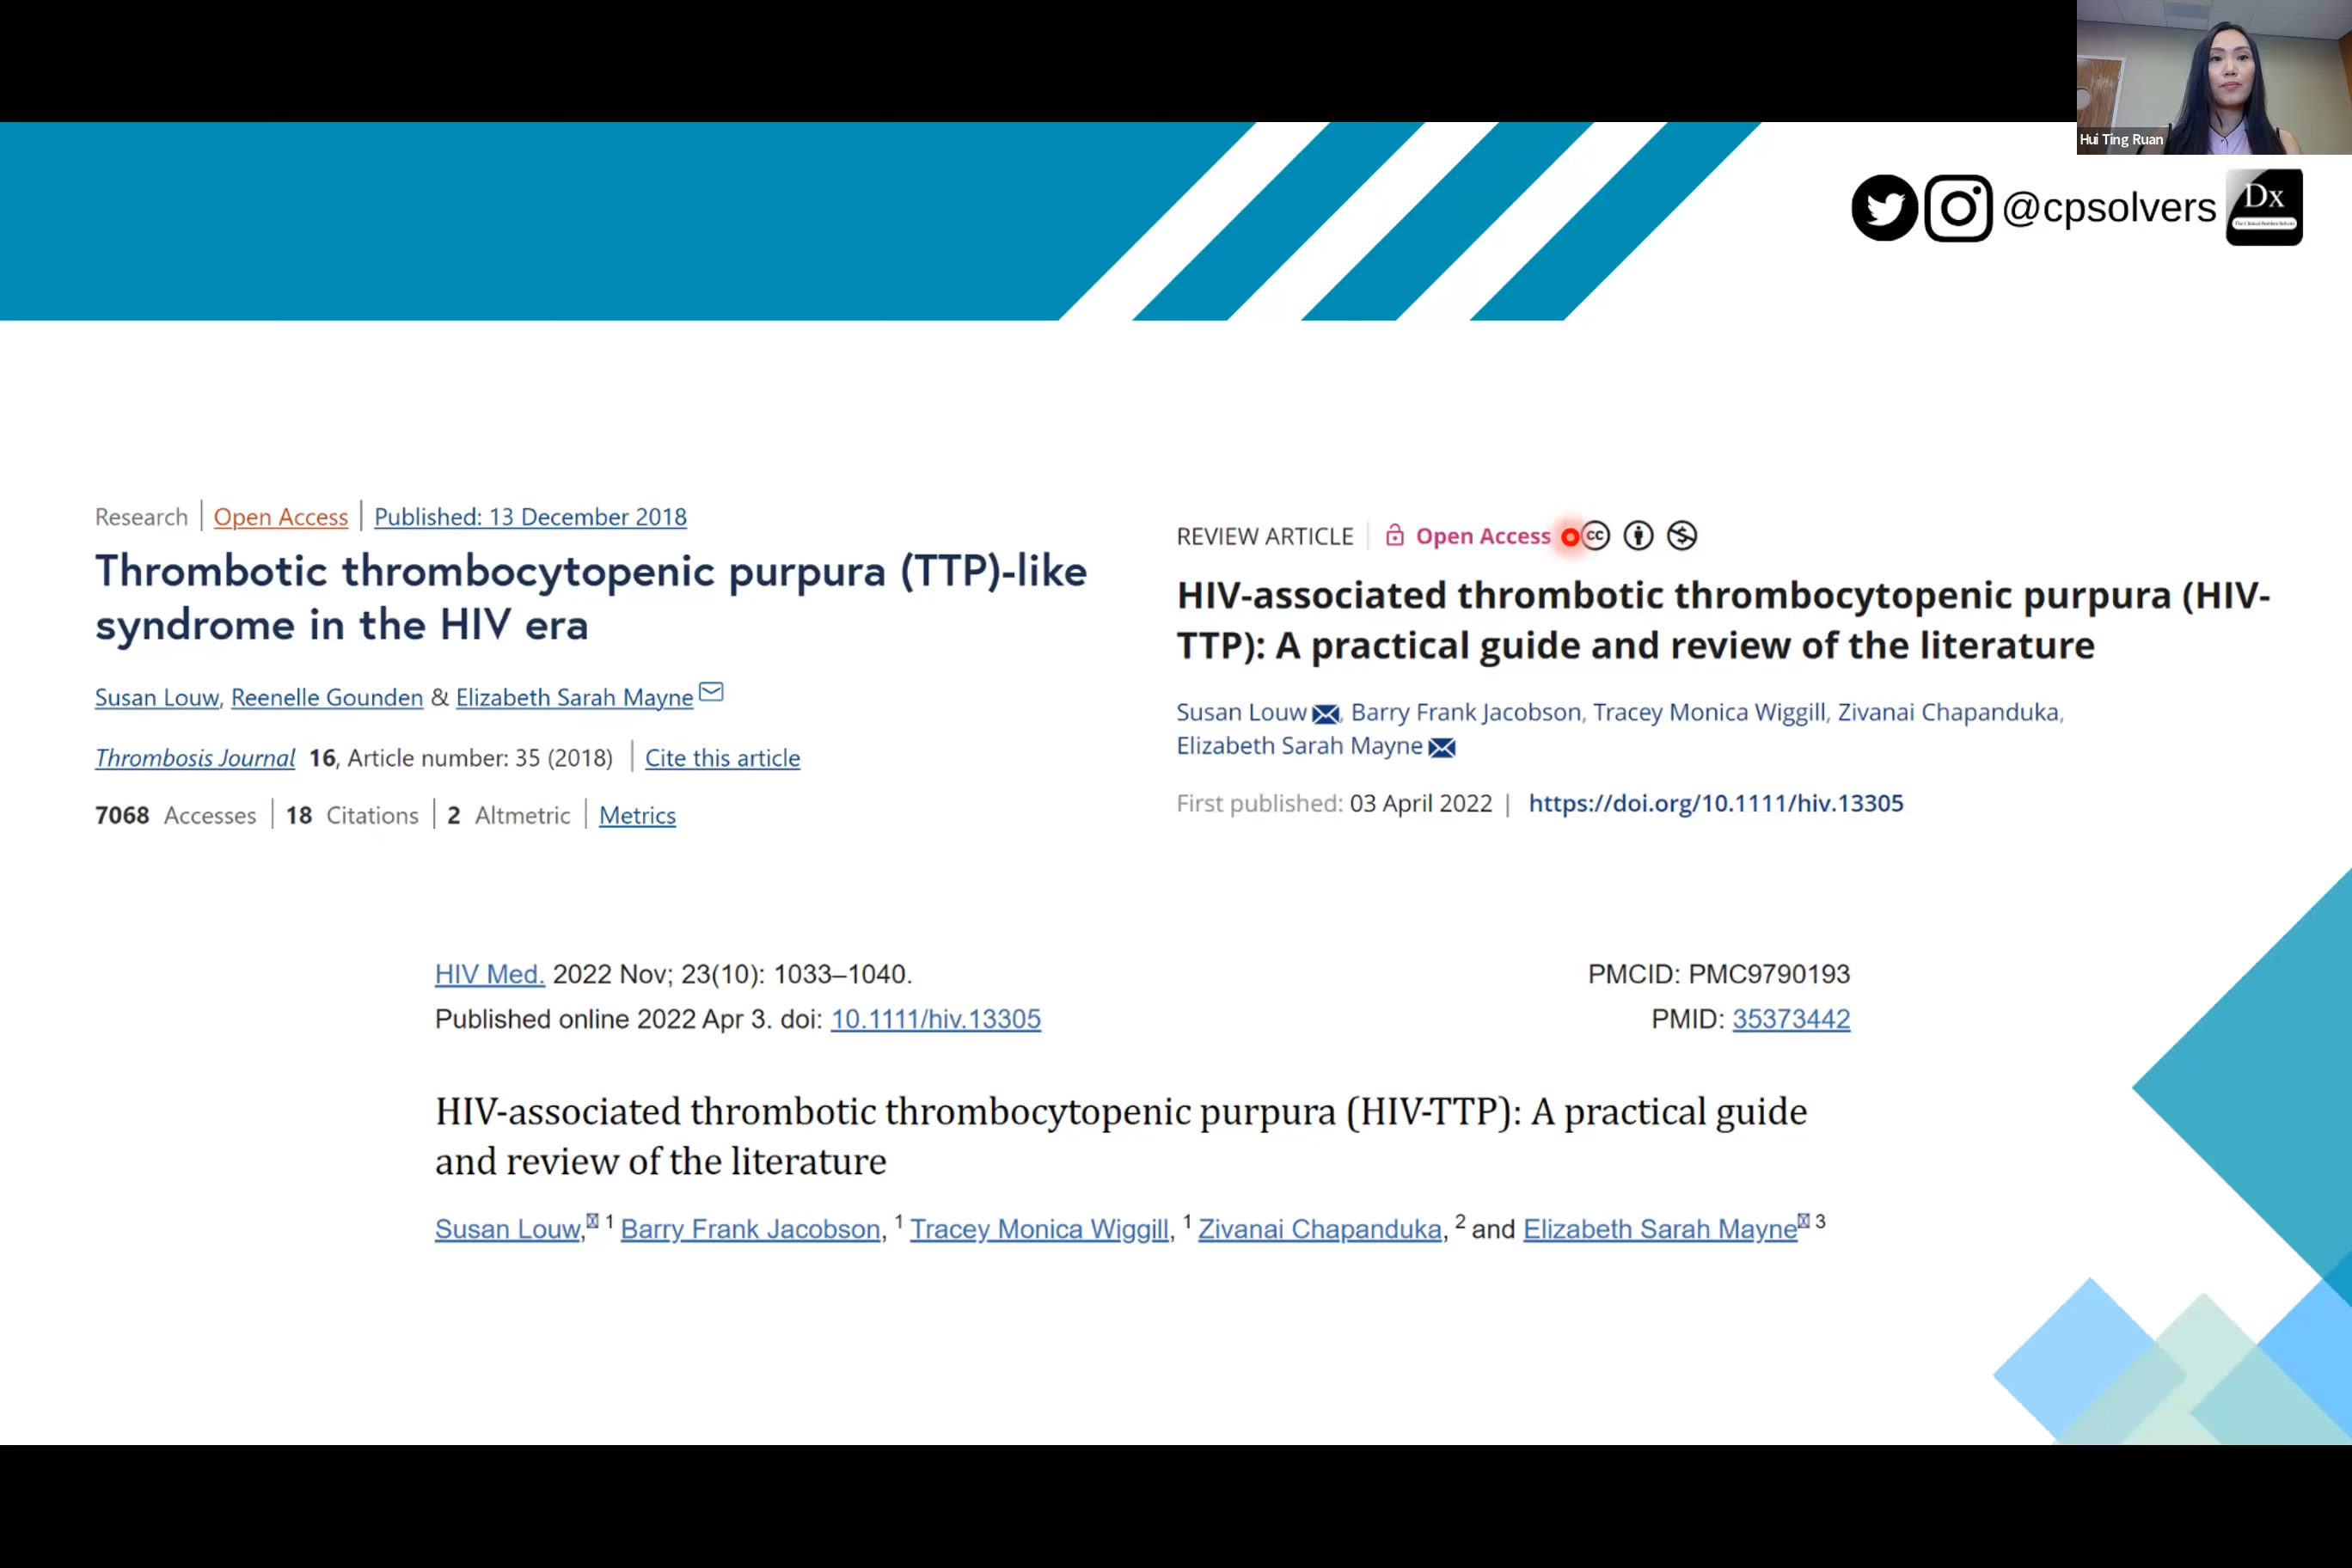 Hui Ting Ruan
@cpsolvers
Dx
Research | Open Access | Published: 13 December 2018
Thrombotic thrombocytopenic purpura (TTP)-like
syndrome in the HIV era
Susan Louw, Reenelle Gounden & Elizabeth Sarah Mayne
Thrombosis Journal 16, Article number: 35 (2018) | Cite this article
7068 Accesses | 18 Citations | 2 Altmetric | Metrics
REVIEW ARTICLE | Open Access cc
HIV-associated thrombotic thrombocytopenic purpura (HIV-
TTP): A practical guide and review of the literature
Susan Louw, Barry Frank Jacobson, Tracey Monica Wiggill, Zivanai Chapanduka,
Elizabeth Sarah Mayne
First published: 03 April 2022 | https://doi.org/10.1111/hiv.13305
HIV Med. 2022 Nov; 23(10): 1033–1040.
PMCID: PMC9790193
Published online 2022 Apr 3. doi: 10.1111/hiv.13305
PMID: 35373442
HIV-associated thrombotic thrombocytopenic purpura (HIV-TTP): A practical guide
and review of the literature
Susan Louw, 1 Barry Frank Jacobson, 1 Tracey Monica Wiggill, 1 Zivanai Chapanduka, 2 and Elizabeth Sarah Mayne 3